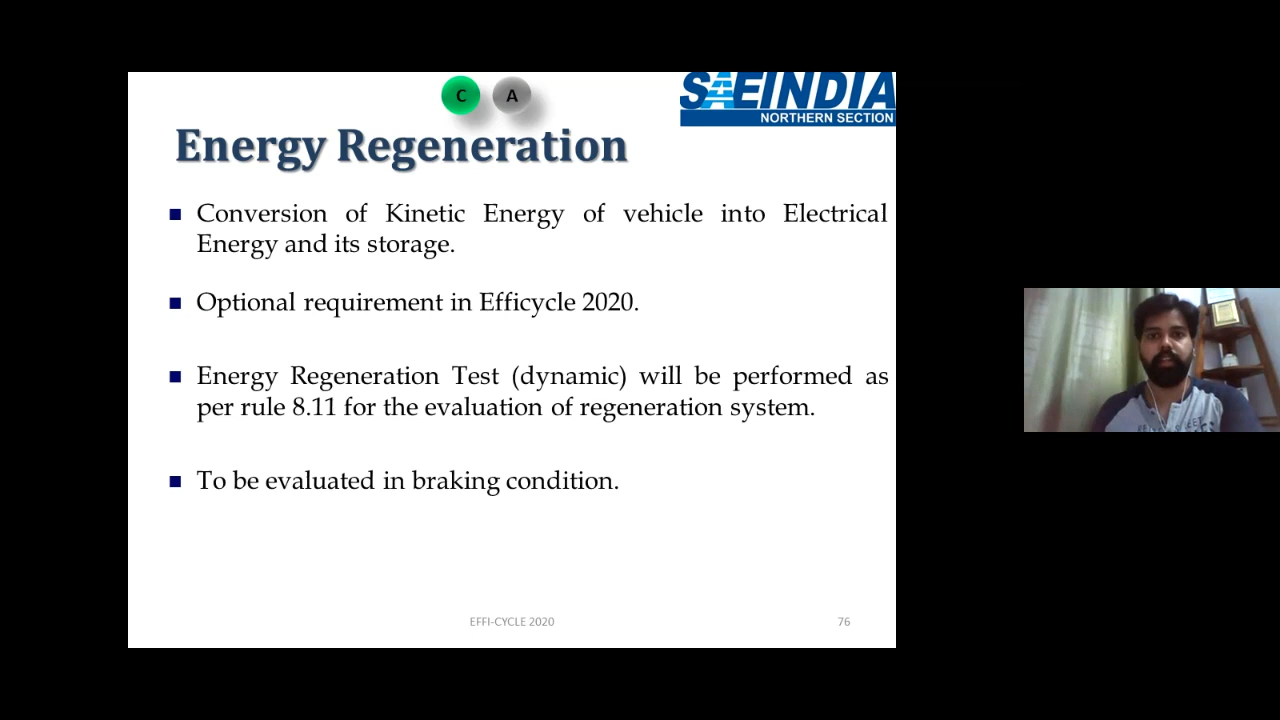 C A
SAEINDIA
NORTHERN SECTION
Energy Regeneration
Conversion of Kinetic Energy of vehicle into Electrical
Energy and its storage.
Optional requirement in Efficycle 2020.
Energy Regeneration Test (dynamic) will be performed as
per rule 8.11 for the evaluation of regeneration system.
To be evaluated in braking condition.
EFFI-CYCLE 2020
76